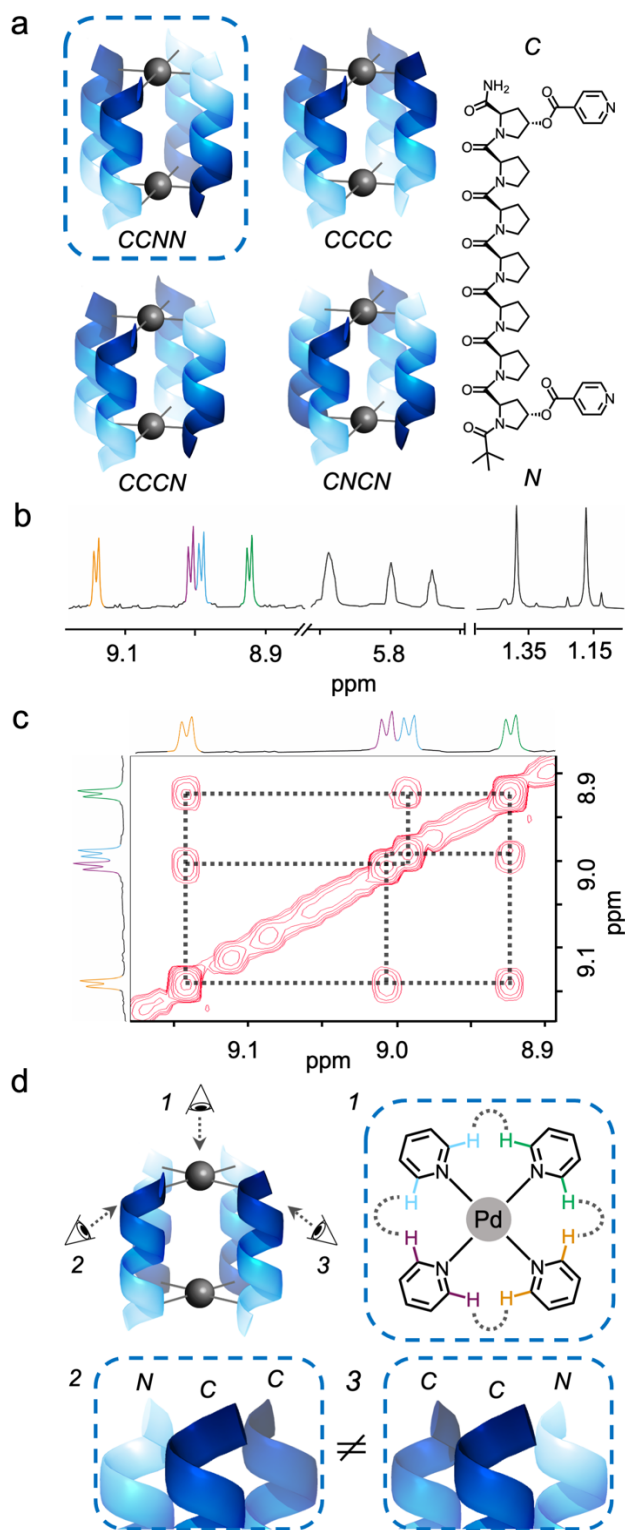 a
C
CCNN
CCCC
CCCN
CNCN
NH2
O
N
O
O
N
O
N
O
N
O
N
O
N
O
N
O
O
N
O
N
O
N
b
9.1
8.9
5.8
1.35
1.15
ppm
c
8.9
9.0
9.1
ppm
9.1
9.0
8.9
ppm
d
1
2
3
1
H
H
N
N
H
H
Pd
H
H
N
N
H
H
2
N
C
C
≠
3
C
C
N